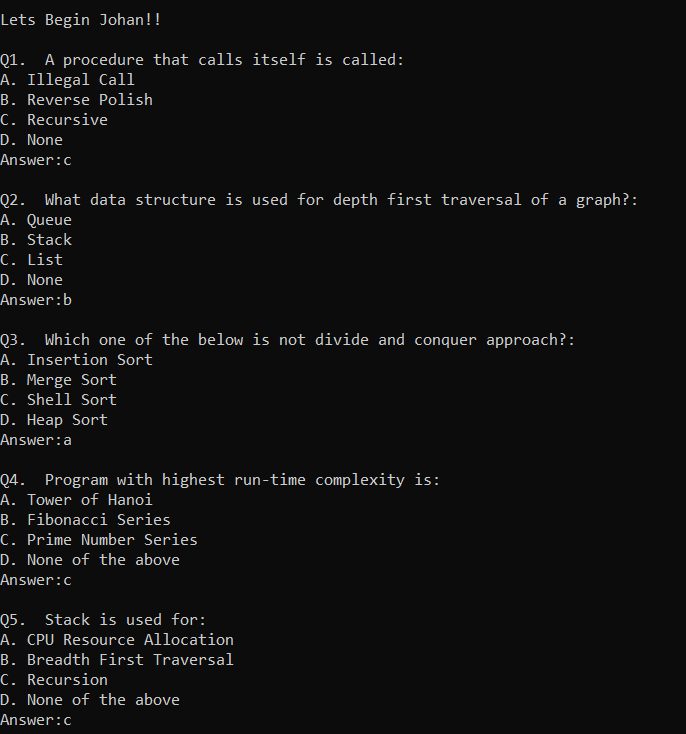 Lets Begin Johan!!
Q1.  A procedure that calls itself is called:
A. Illegal Call
B. Reverse Polish
C. Recursive
D. None
Answer:c
Q2.  What data structure is used for depth first traversal of a graph?:
A. Queue
B. Stack
C. List
D. None
Answer:b
Q3.  Which one of the below is not divide and conquer approach?:
A. Insertion Sort
B. Merge Sort
C. Shell Sort
D. Heap Sort
Answer:a
Q4.  Program with highest run-time complexity is:
A. Tower of Hanoi
B. Fibonacci Series
C. Prime Number Series
D. None of the above
Answer:c
Q5.  Stack is used for:
A. CPU Resource Allocation
B. Breadth First Traversal
C. Recursion
D. None of the above
Answer:c